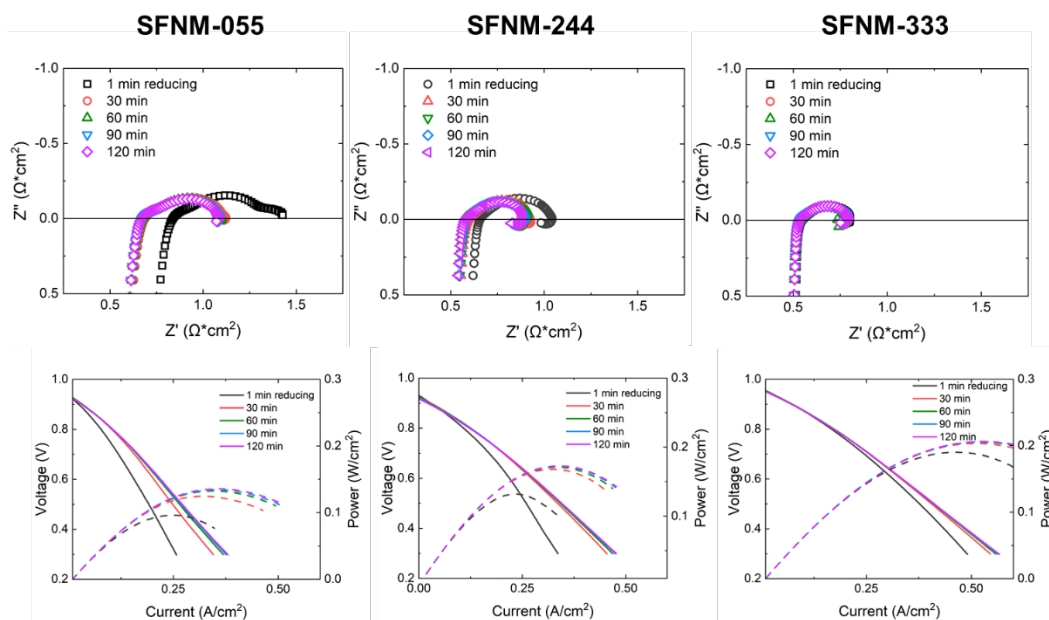 SFNM-055
SFNM-244
SFNM-333
-1.0
-0.5
0.0
0.5
Z'' (Ω*cm²)
1 min reducing
30 min
60 min
90 min
120 min
0.5
1.0
1.5
Z' (Ω*cm²)
-1.0
-0.5
0.0
0.5
Z'' (Ω*cm²)
1 min reducing
30 min
60 min
90 min
120 min
0.5
1.0
1.5
Z' (Ω*cm²)
-1.0
-0.5
0.0
0.5
Z'' (Ω*cm²)
1 min reducing
30 min
60 min
90 min
120 min
0.5
1.0
1.5
Z' (Ω*cm²)
1.0
0.8
0.6
0.4
0.2
Voltage (V)
1 min reducing
30 min
60 min
90 min
120 min
0.3
0.2
0.1
0.0
Power (W/cm²)
0.25
0.50
Current (A/cm²)
1.0
0.8
0.6
0.4
0.2
Voltage (V)
1 min reducing
30 min
60 min
90 min
120 min
0.3
0.2
0.1
0.0
Power (W/cm²)
0.00
0.25
0.50
Current (A/cm²)
1.0
0.8
0.6
0.4
0.2
Voltage (V)
1 min reducing
30 min
60 min
90 min
120 min
0.3
0.2
0.1
0.0
Power (W/cm²)
0.25
0.50
Current (A/cm²)